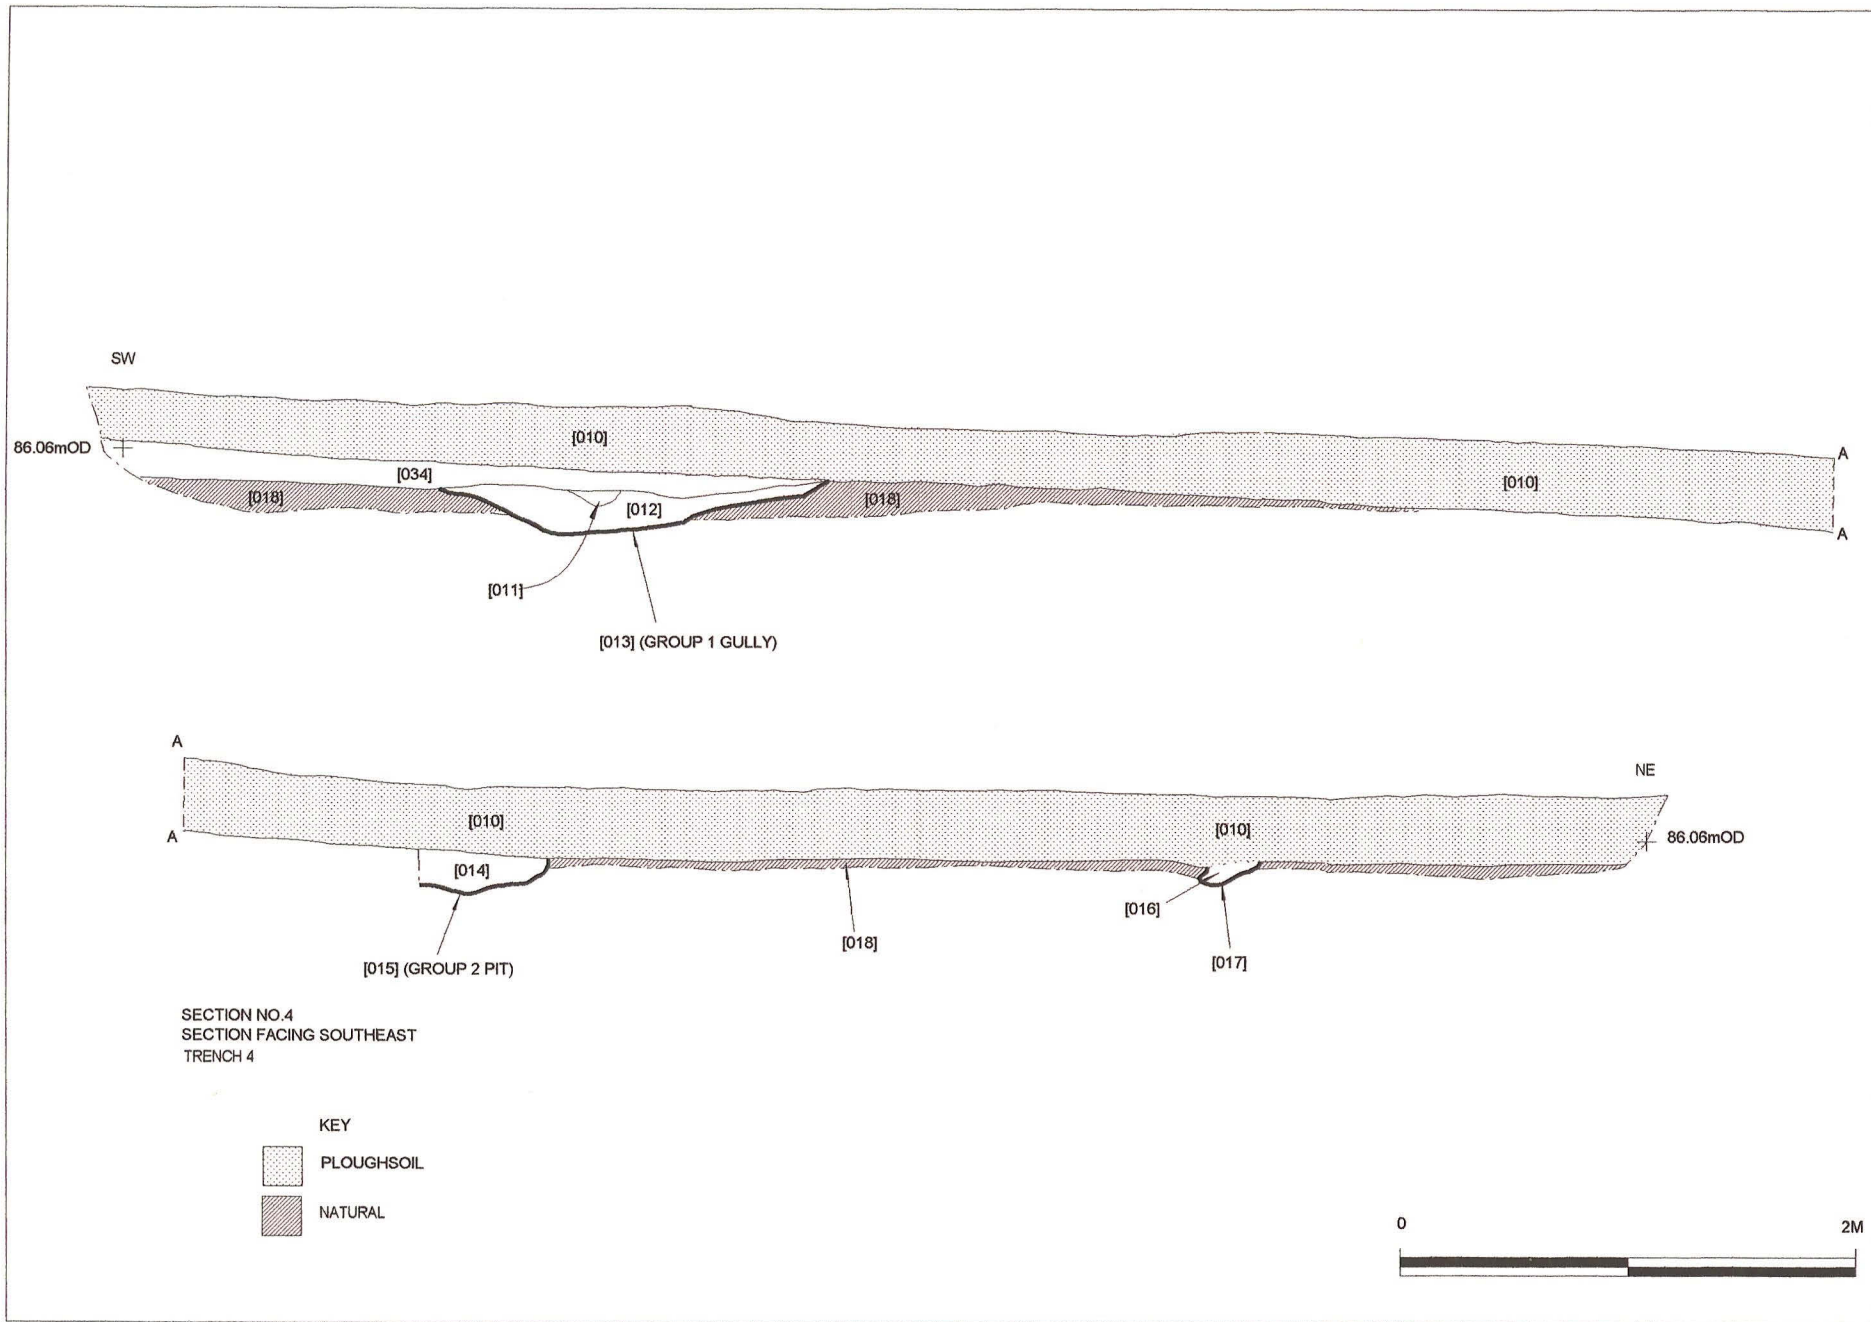 SW
[010]
86.06mOD
A
[034]
[010]
[018]
[018]
[012]
A
[011]
[013] (GROUP 1 GULLY)
A
NE
[010]
[010]
A
86.06mOD
[014]
[016]
[018]
[015] (GROUP 2 PIT)
[017]
SECTION NO.4
SECTION FACING SOUTHEAST
TRENCH 4
KEY
PLOUGHSOIL
NATURAL
0 2M